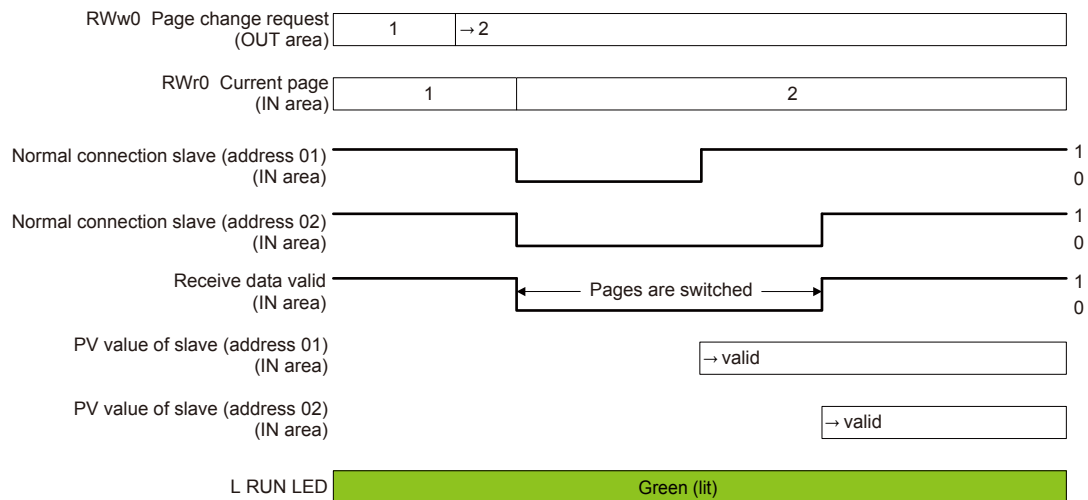 RWw0 Page change request
(OUT area)
1
→2
RWr0 Current page
(IN area)
1
2
Normal connection slave (address 01)
(IN area)
1
0
Normal connection slave (address 02)
(IN area)
1
0
Receive data valid
(IN area)
Pages are switched
1
0
PV value of slave (address 01)
(IN area)
→valid
PV value of slave (address 02)
(IN area)
→valid
L RUN LED
Green (lit)